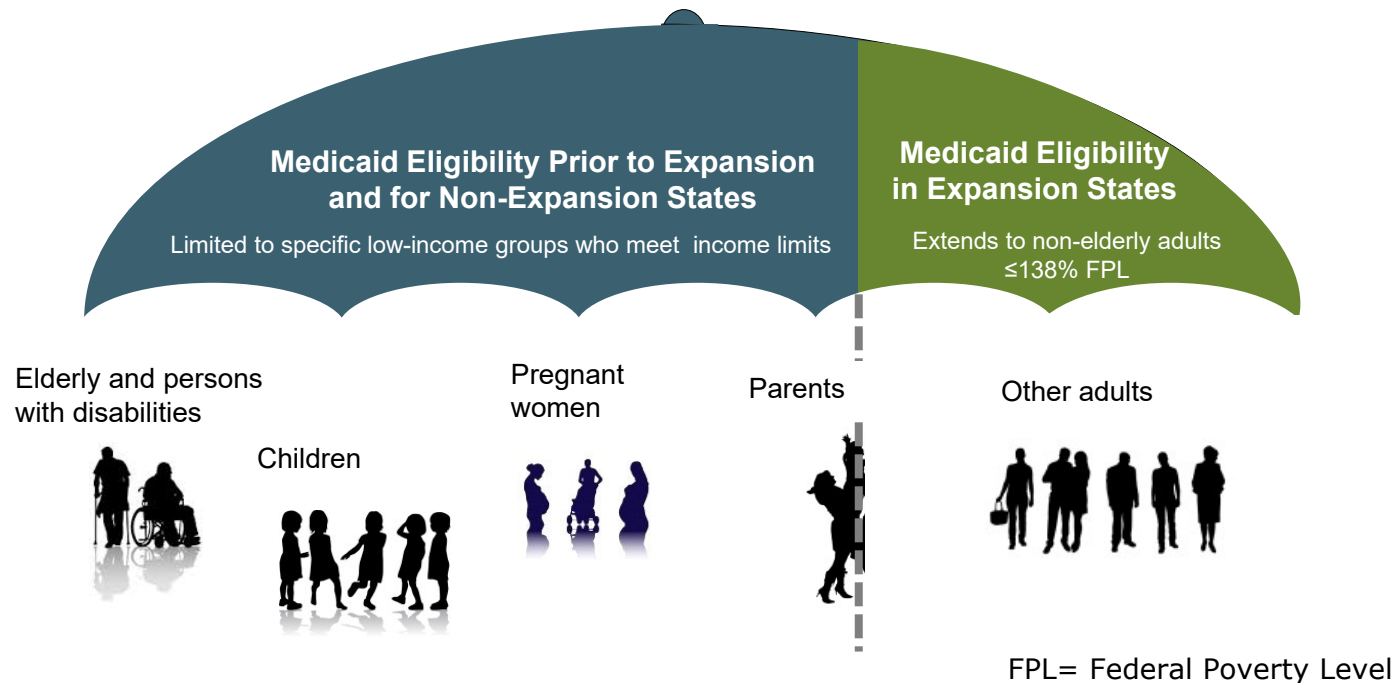 Medicaid Eligibility Prior to Expansion
and for Non-Expansion States
Limited to specific low-income groups who meet income limits
Medicaid Eligibility
in Expansion States
Extends to non-elderly adults
≤138% FPL
Elderly and persons
with disabilities
Children
Pregnant
women
Parents
Other adults
FPL= Federal Poverty Level